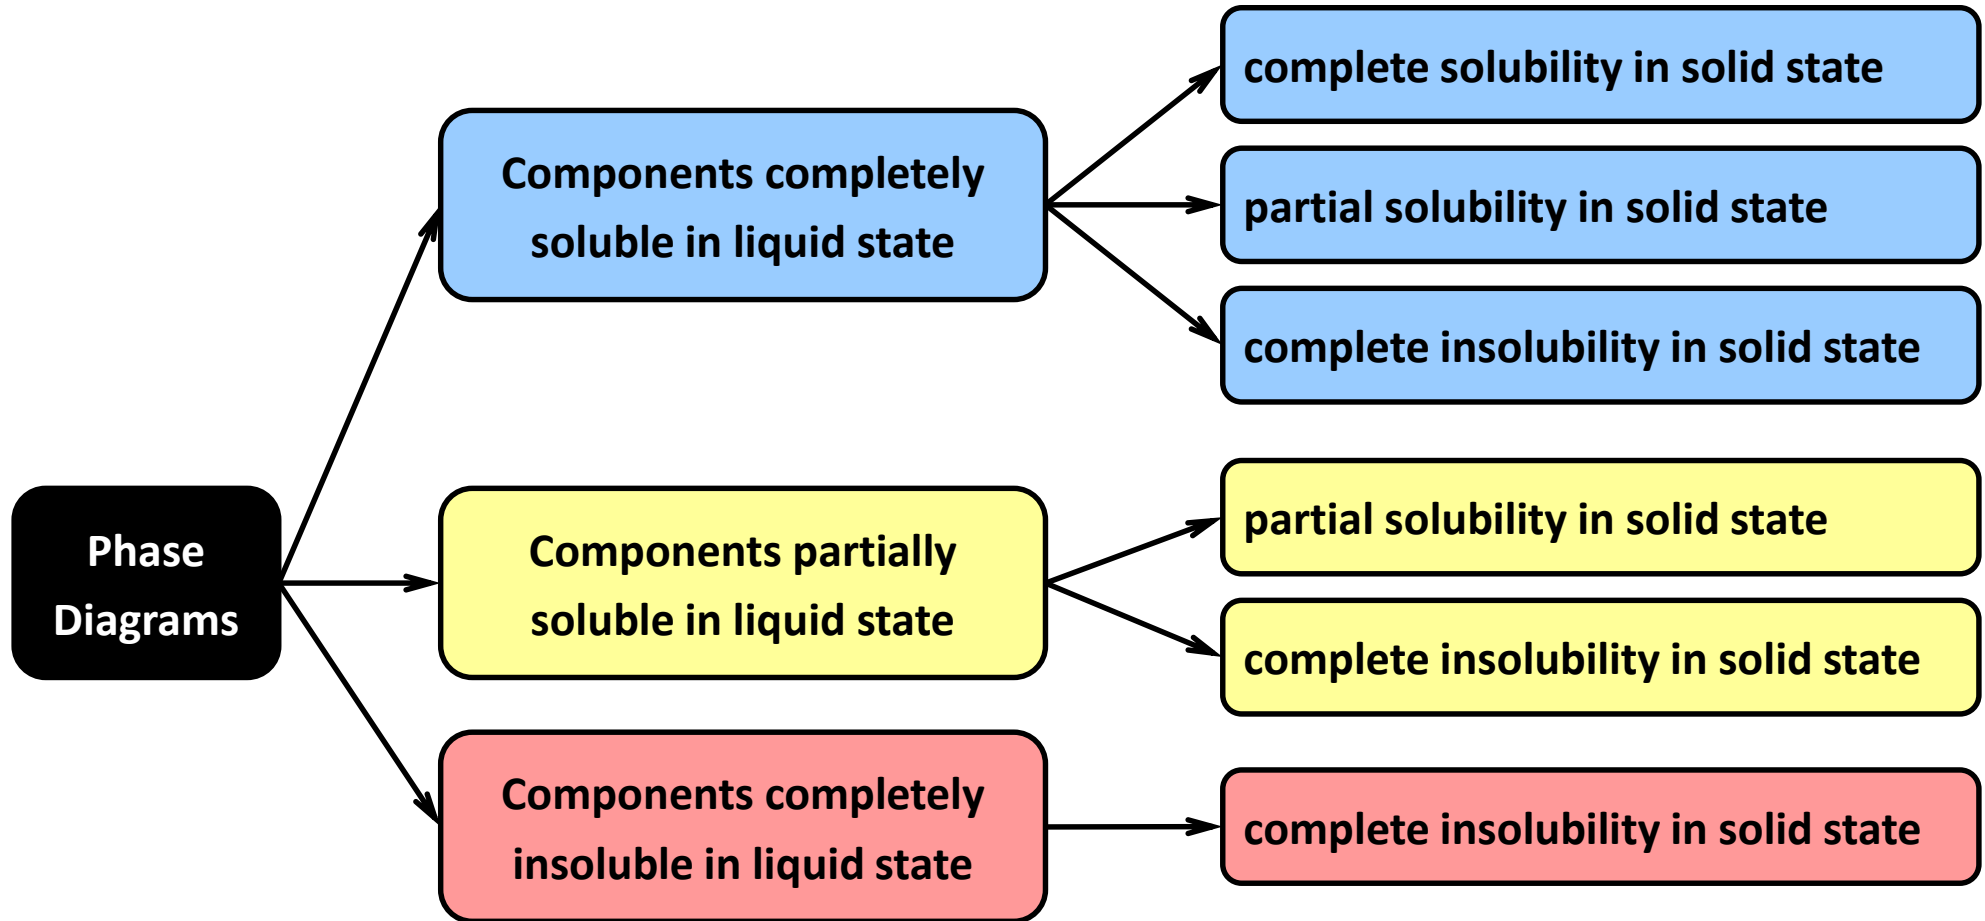 Phase
Diagrams
Components completely
soluble in liquid state
complete solubility in solid state
partial solubility in solid state
complete insolubility in solid state
Components partially
soluble in liquid state
partial solubility in solid state
complete insolubility in solid state
Components completely
insoluble in liquid state
complete insolubility in solid state